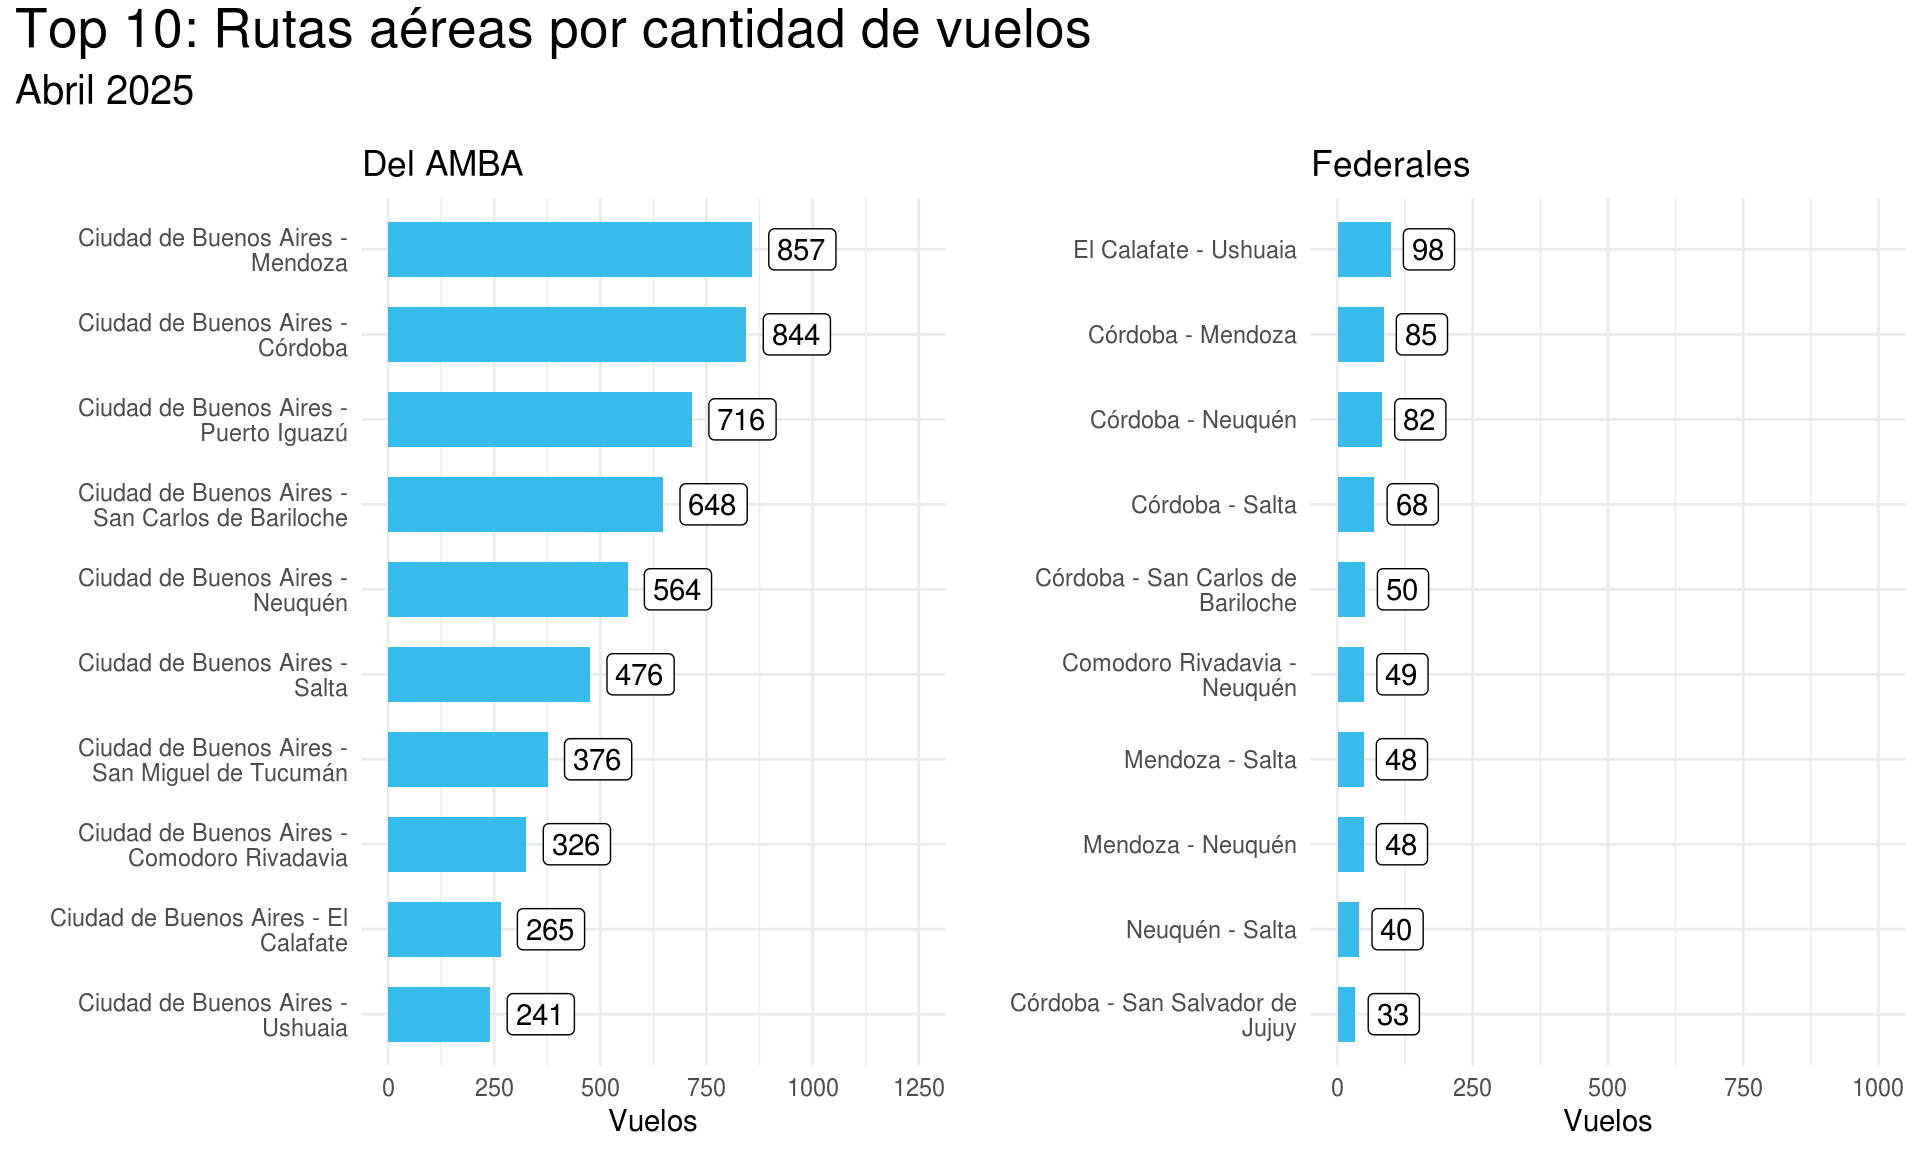 Top 10: Rutas aéreas por cantidad de vuelos
Abril 2025
Del AMBA
Ciudad de Buenos Aires -
Mendoza
857
Ciudad de Buenos Aires -
Córdoba
844
Ciudad de Buenos Aires -
Puerto Iguazú
716
Ciudad de Buenos Aires -
San Carlos de Bariloche
648
Ciudad de Buenos Aires -
Neuquén
564
Ciudad de Buenos Aires -
Salta
476
Ciudad de Buenos Aires -
San Miguel de Tucumán
376
Ciudad de Buenos Aires -
Comodoro Rivadavia
326
Ciudad de Buenos Aires - El
Calafate
265
Ciudad de Buenos Aires -
Ushuaia
241
0 250 500 750 1000 1250
Vuelos
Federales
El Calafate - Ushuaia
98
Córdoba - Mendoza
85
Córdoba - Neuquén
82
Córdoba - Salta
68
Córdoba - San Carlos de
Bariloche
50
Comodoro Rivadavia -
Neuquén
49
Mendoza - Salta
48
Mendoza - Neuquén
48
Neuquén - Salta
40
Córdoba - San Salvador de
Jujuy
33
0 250 500 750 1000
Vuelos